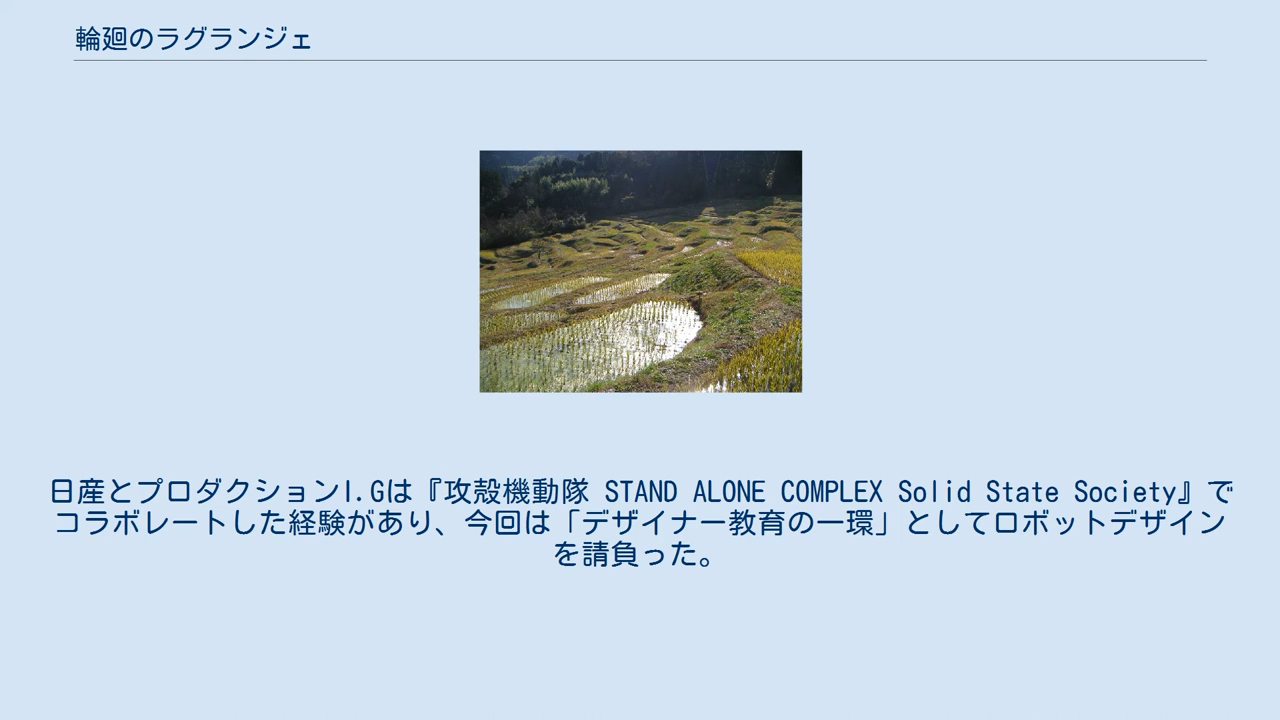 輪廻のラグランジェ
日産とプロダクションI.Gは『攻殻機動隊 STAND ALONE COMPLEX Solid State Society』で
コラボレートした経験があり、今回は「デザイナー教育の一環」としてロボットデザイン
を請負った。